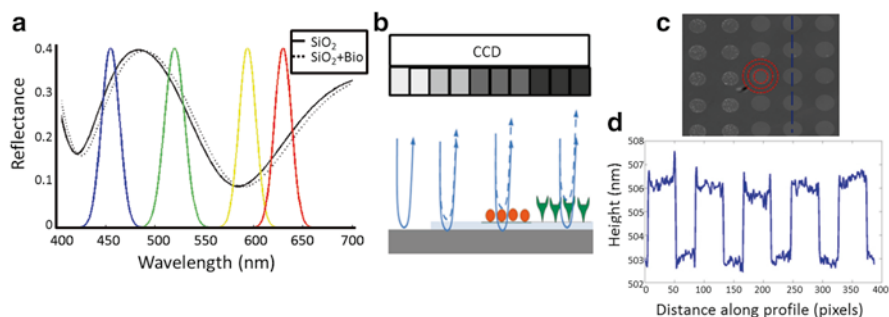 a
SiO₂
SiO₂+Bio
0.4
0.3
0.2
0.1
0
Reflectance
400 450 500 550 600 650 700
Wavelength (nm)
b
CCD
c
d
508
507
506
505
504
503
502
Height (nm)
0 50 100 150 200 250 300 350 400
Distance along profile (pixels)